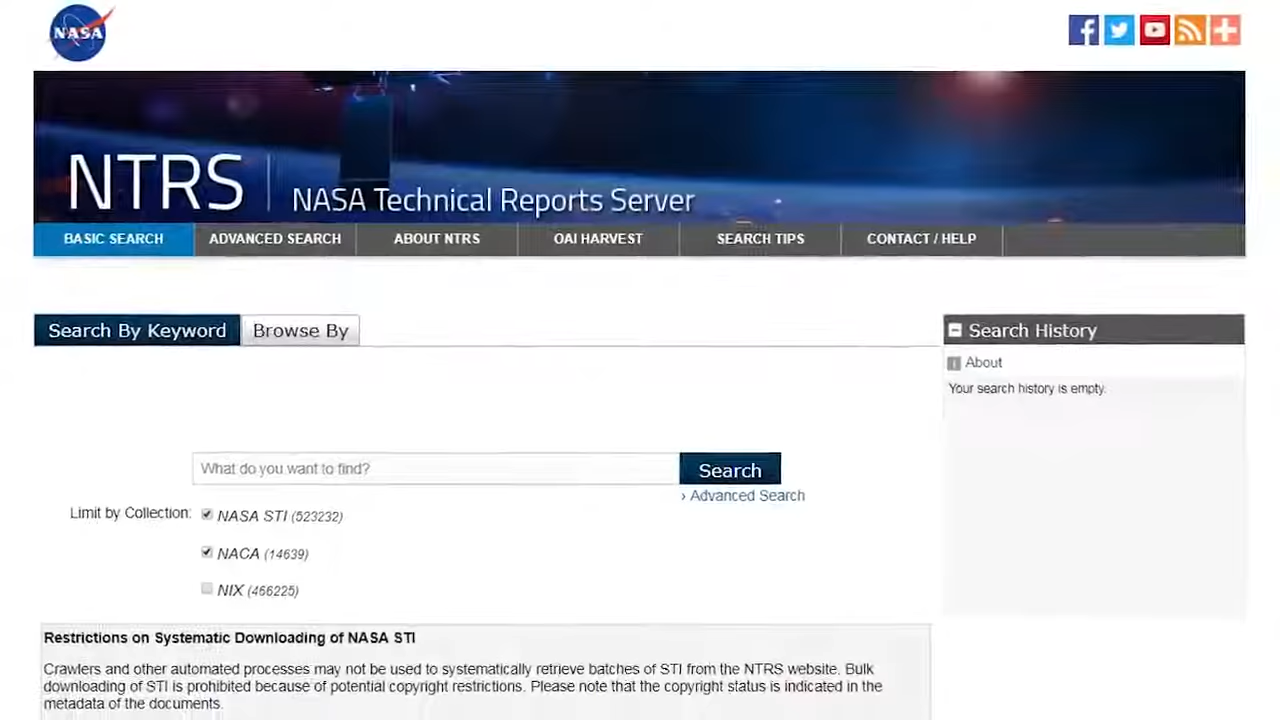 NASA
NTRS
NASA Technical Reports Server
BASIC SEARCH
ADVANCED SEARCH
ABOUT NTRS
OAI HARVEST
SEARCH TIPS
CONTACT / HELP
Search By Keyword
Browse By
Search History
About
Your search history is empty.
What do you want to find?
Search
› Advanced Search
Limit by Collection:
NASA STI (523232)
NACA (14639)
NIX (466225)
Restrictions on Systematic Downloading of NASA STI
Crawlers and other automated processes may not be used to systematically retrieve batches of STI from the NTRS website. Bulk
downloading of STI is prohibited because of potential copyright restrictions. Please note that the copyright status is indicated in the
metadata of the documents.